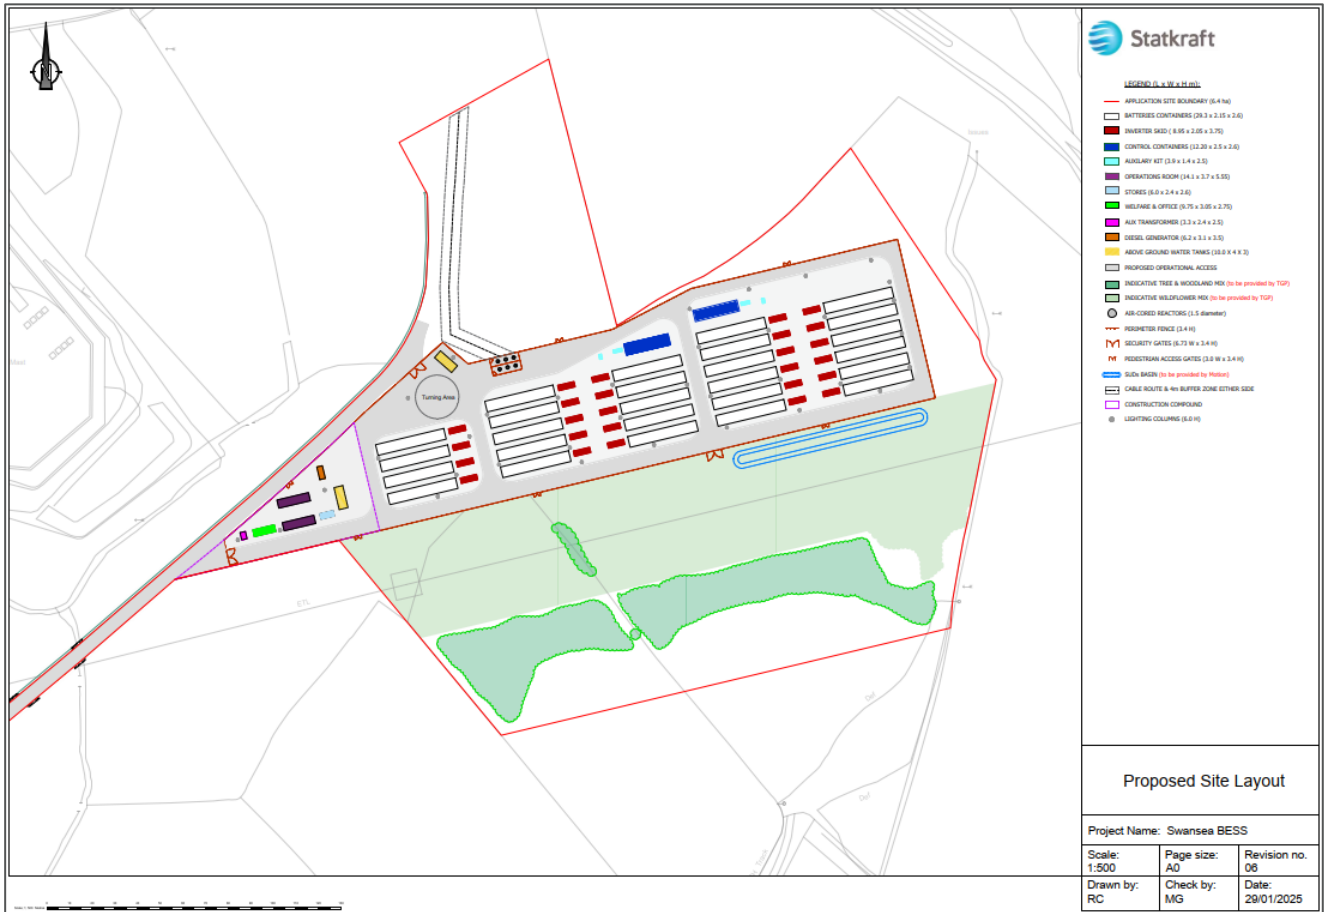 Statkraft
LEGEND (L x W x H m):
APPLICATION SITE BOUNDARY (6.4 ha)
BATTERIES CONTAINERS (29.3 x 2.15 x 2.6)
INVERTER SKID ( 8.95 x 2.05 x 3.75)
CONTROL CONTAINERS (12.20 x 2.5 x 2.6)
AUXILARY KIT (3.9 x 1.4 x 2.5)
OPERATIONS ROOM (14.1 x 3.7 x 5.55)
STORES (6.0 x 2.4 x 2.6)
WELFARE & OFFICE (9.75 x 3.05 x 2.75)
AUX TRANSFORMER (3.3 x 2.4 x 2.5)
DIESEL GENERATOR (6.2 x 3.1 x 3.5)
ABOVE GROUND WATER TANKS (10.0 X 4 X 3)
PROPOSED OPERATIONAL ACCESS
INDICATIVE TREE & WOODLAND MIX (to be provided by TGP)
INDICATIVE WILDFLOWER MIX (to be provided by TGP)
AIR-CORED REACTORS (1.5 diameter)
PERIMETER FENCE (3.4 H)
SECURITY GATES (6.73 W x 3.4 H)
PEDESTRIAN ACCESS GATES (3.0 W x 3.4 H)
SUDs BASIN (to be provided by Motion)
CABLE ROUTE & 4m BUFFER ZONE EITHER SIDE
CONSTRUCTION COMPOUND
LIGHTING COLUMNS (6.0 H)
Issues
Mast
Turning Area
ETL
Def
Def
Track
Proposed Site Layout
Project Name: Swansea BESS
Scale: 1:500
Page size: A0
Revision no. 06
Drawn by: RC
Check by: MG
Date: 29/01/2025